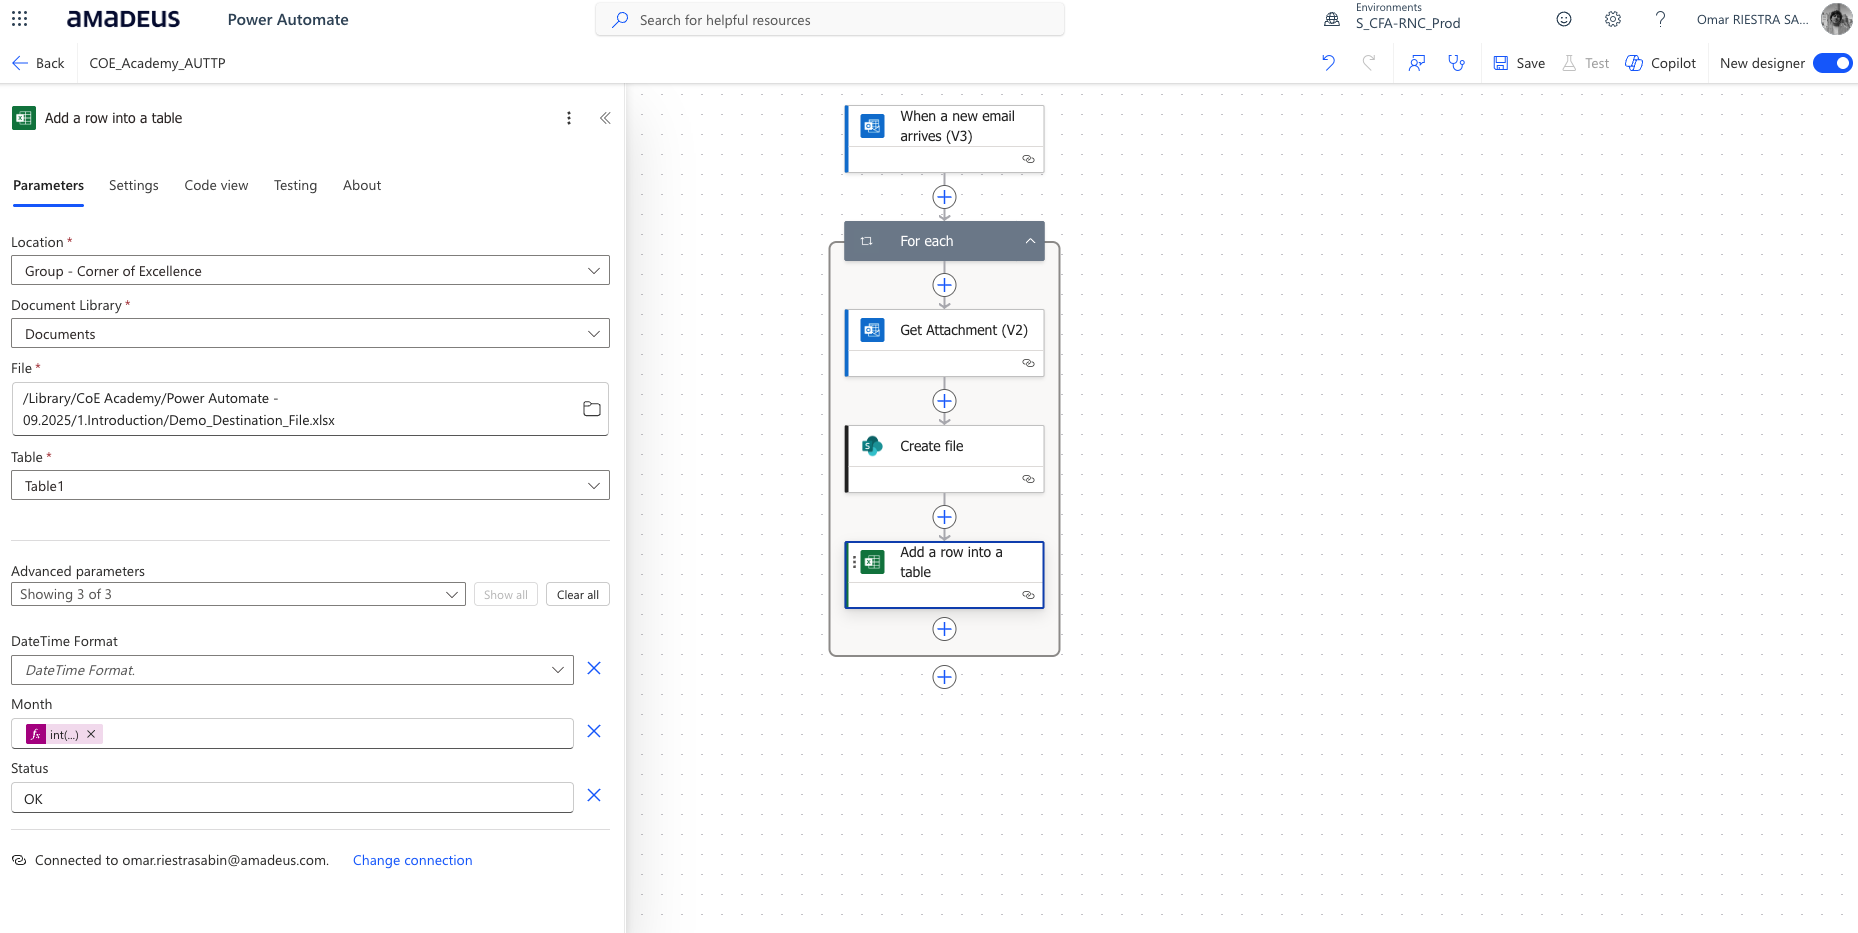 amadeus
Power Automate
Search for helpful resources
Environments
S_CFA-RNC_Prod
Omar RIESTRA SA...
Back
COE_Academy_AUTTP
Save
Test
Copilot
New designer
Add a row into a table
Parameters
Settings
Code view
Testing
About
Location *
Group - Corner of Excellence
Document Library *
Documents
File *
/Library/CoE Academy/Power Automate -
09.2025/1.Introduction/Demo_Destination_File.xlsx
Table *
Table1
Advanced parameters
Showing 3 of 3
Show all
Clear all
DateTime Format
DateTime Format.
Month
fx int(...)
Status
OK
Connected to omar.riestrasabin@amadeus.com.
Change connection
When a new email
arrives (V3)
For each
Get Attachment (V2)
Create file
Add a row into a
table